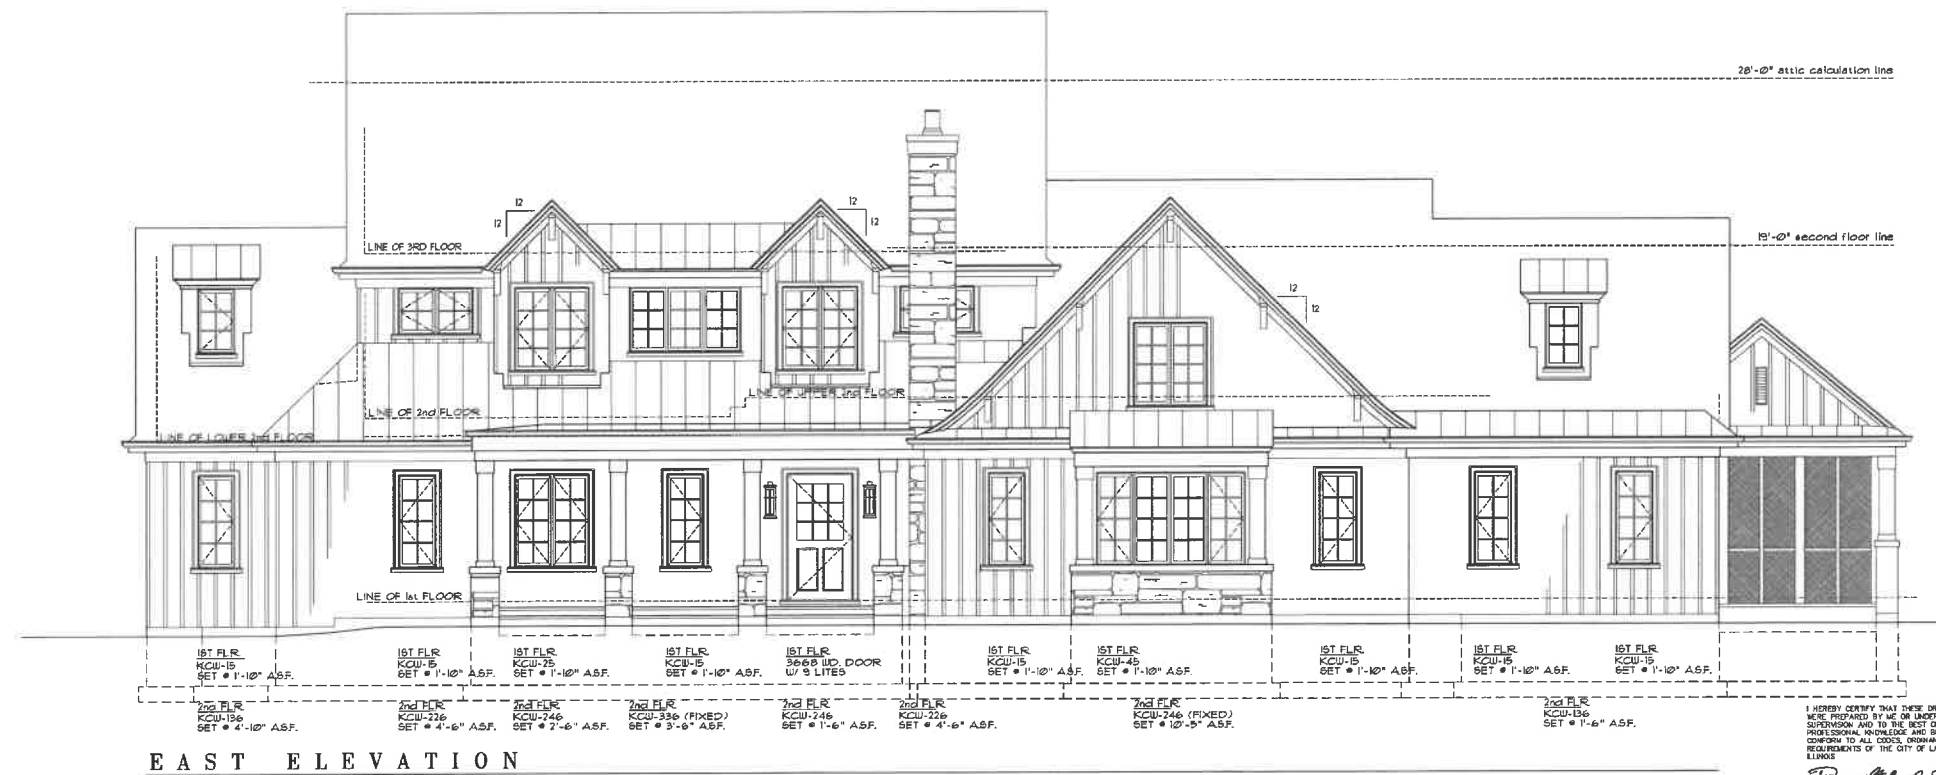 28'-0" attic calculation line
19'-0" second floor line
12
12
12
12
12
12
LINE OF 3RD FLOOR
LINE OF UPPER 2nd FLOOR
LINE OF 2nd FLOOR
LINE OF LOWER 2nd FLOOR
LINE OF 1st FLOOR
1ST FLR
KCW-15
SET @ 1'-10" A.S.F.
1ST FLR
KCW-15
SET @ 1'-10" A.S.F.
1ST FLR
KCW-25
SET @ 1'-10" A.S.F.
1ST FLR
KCW-15
SET @ 1'-10" A.S.F.
1ST FLR
3668 WD. DOOR
W/ 9 LITES
1ST FLR
KCW-15
SET @ 1'-10" A.S.F.
1ST FLR
KCW-45
SET @ 1'-10" A.S.F.
1ST FLR
KCW-15
SET @ 1'-10" A.S.F.
1ST FLR
KCW-15
SET @ 1'-10" A.S.F.
1ST FLR
KCW-15
SET @ 1'-10" A.S.F.
2nd FLR
KCW-136
SET @ 4'-10" A.S.F.
2nd FLR
KCW-226
SET @ 4'-6" A.S.F.
2nd FLR
KCW-246
SET @ 2'-6" A.S.F.
2nd FLR
KCW-336 (FIXED)
SET @ 3'-6" A.S.F.
2nd FLR
KCW-246
SET @ 1'-6" A.S.F.
2nd FLR
KCW-226
SET @ 4'-6" A.S.F.
2nd FLR
KCW-246 (FIXED)
SET @ 10'-5" A.S.F.
2nd FLR
KCW-136
SET @ 1'-6" A.S.F.
EAST ELEVATION
I HEREBY CERTIFY THAT THESE DR
WERE PREPARED BY ME OR UNDER
SUPERVISION AND TO THE BEST O
PROFESSIONAL KNOWLEDGE AND B
CONFORM TO ALL CODES, ORDINAN
REQUIREMENTS OF THE CITY OF LA
ILLINOIS